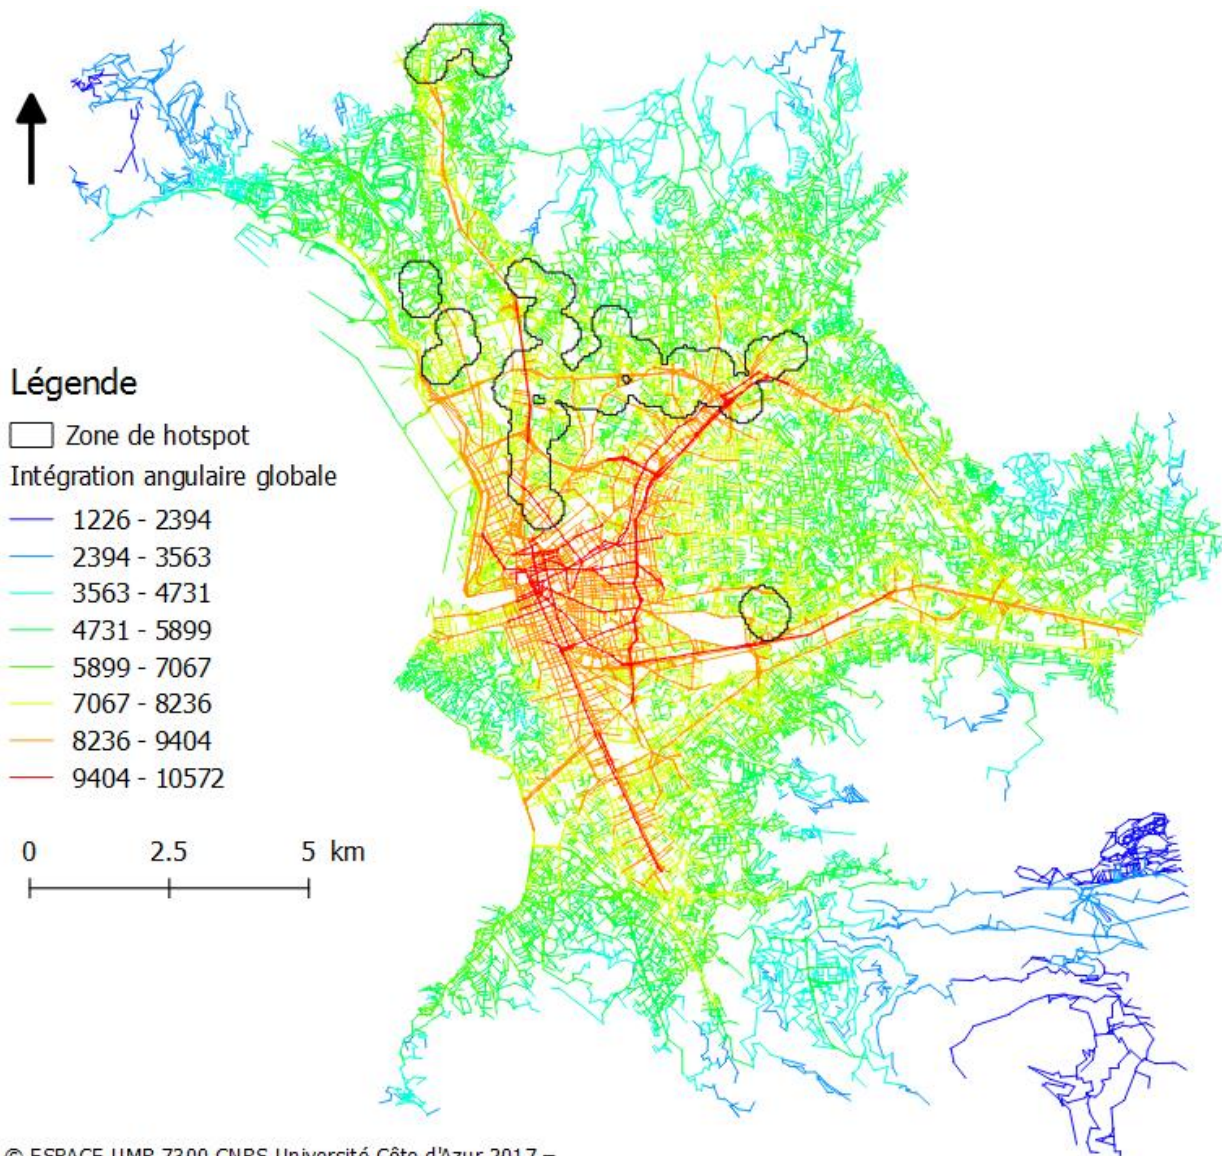 Légende
Zone de hotspot
Intégration angulaire globale
1226 - 2394
2394 - 3563
3563 - 4731
4731 - 5899
5899 - 7067
7067 - 8236
8236 - 9404
9404 - 10572
0 2.5 5 km
© ESPACE UMR 7300 CNRS Université Côte d'Azur 2017 –